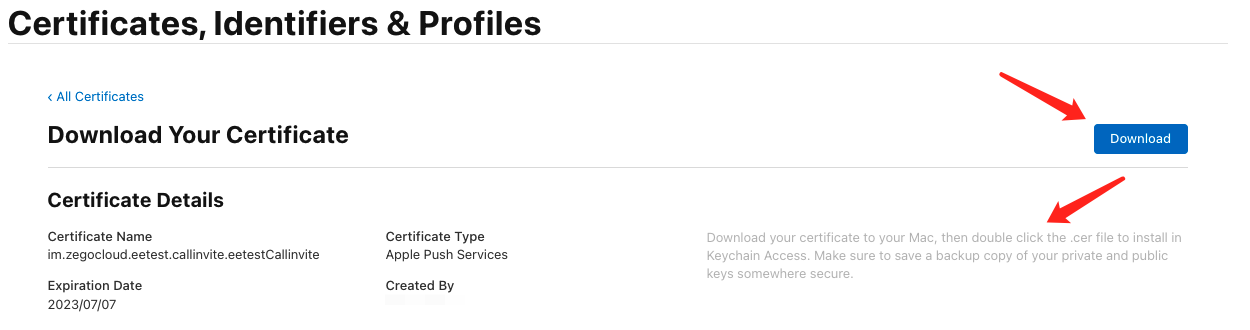 Certificates, Identifiers & Profiles
‹ All Certificates
Download Your Certificate
Download
Certificate Details
Certificate Name
im.zegocloud.eetest.callinvite.eetestCallinvite
Certificate Type
Apple Push Services
Download your certificate to your Mac, then double click the .cer file to install in
Keychain Access. Make sure to save a backup copy of your private and public
keys somewhere secure.
Expiration Date
2023/07/07
Created By